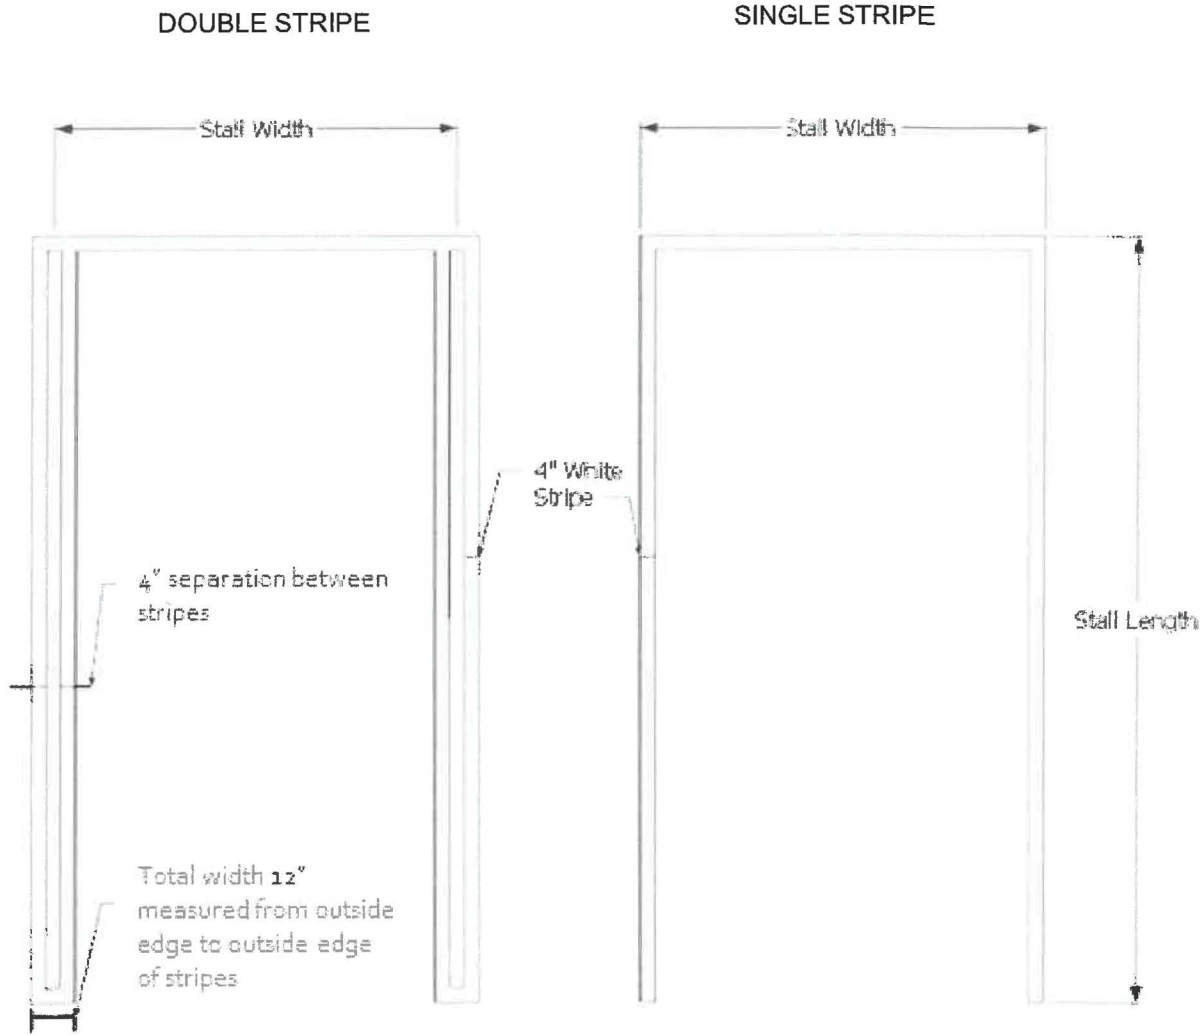 DOUBLE STRIPE
SINGLE STRIPE
Stall Width
Stall Width
4" White
Stripe
4" separation between
stripes
Stall Length
Total width 12"
measured from outside
edge to outside edge
of stripes